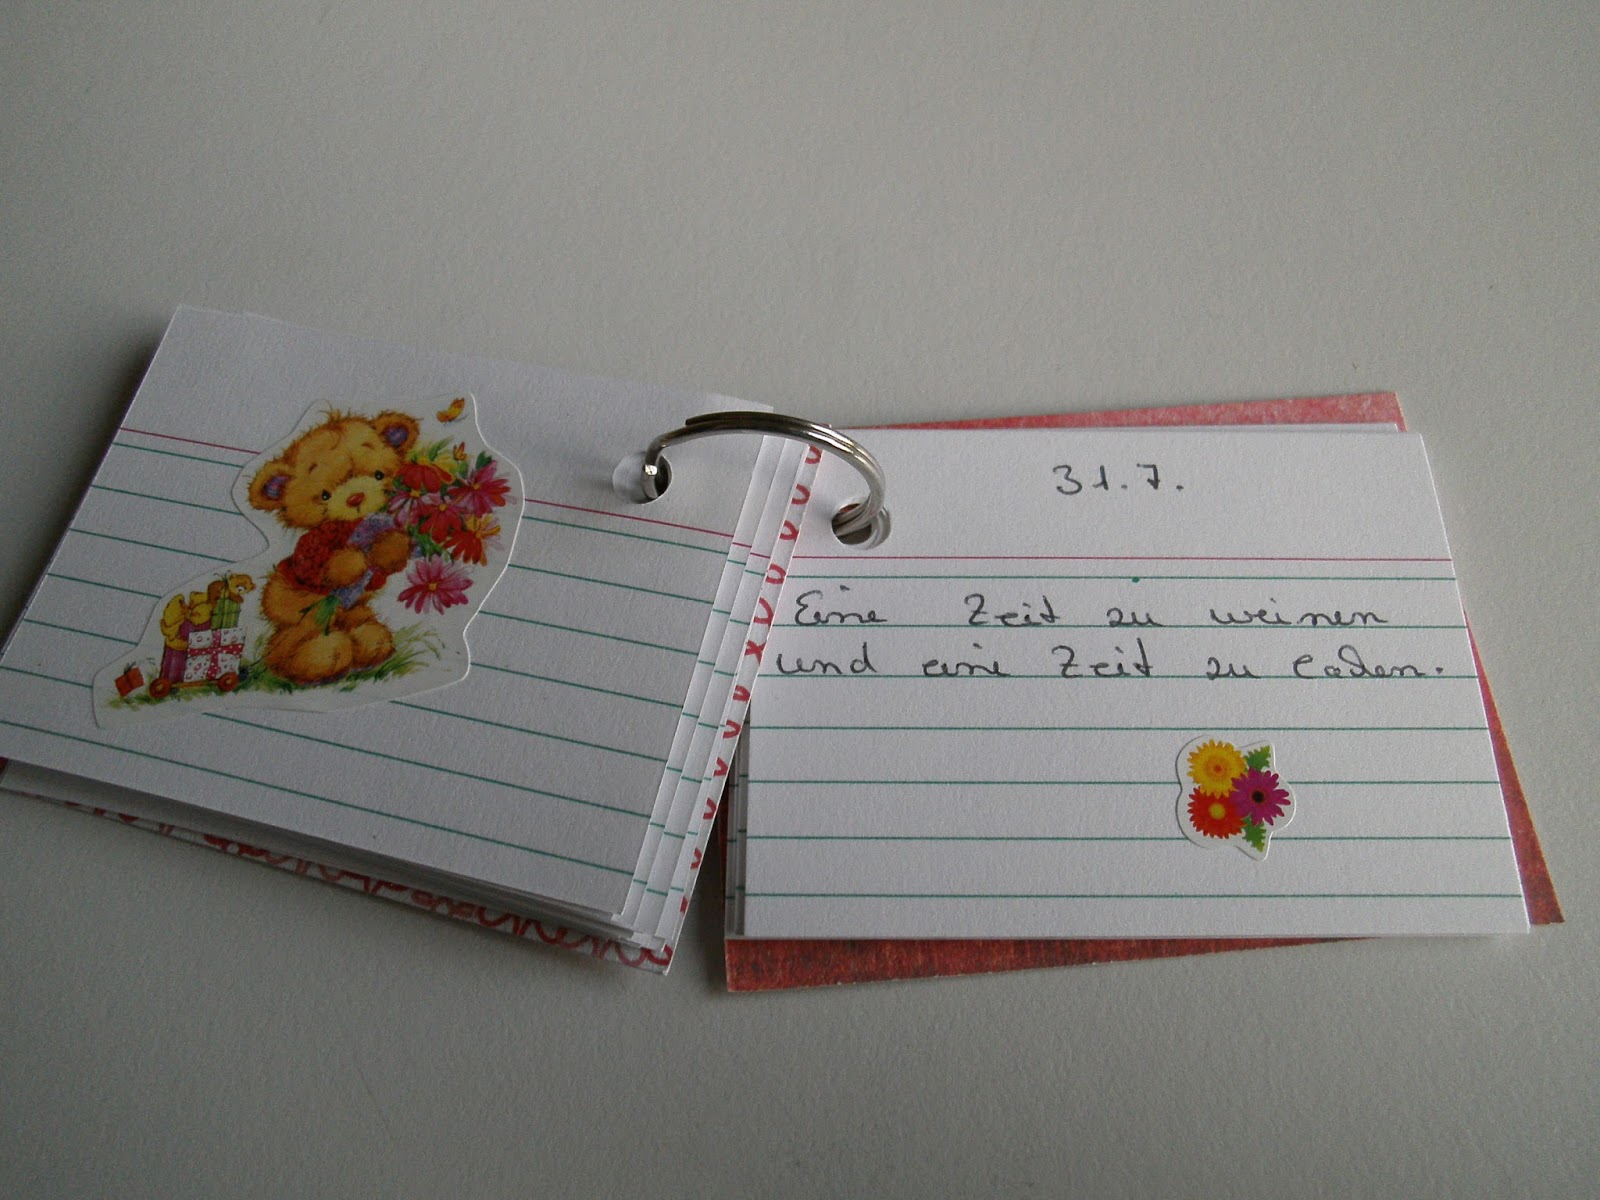 31.7.
Eine Zeit zu weinen
und eine Zeit zu lachen.